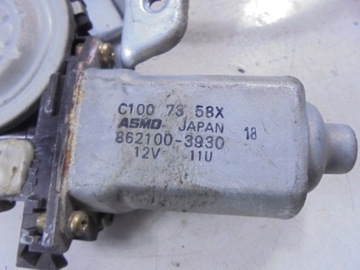 C100 73 58X
ASMO JAPAN 18
862100-3930
12V 11U